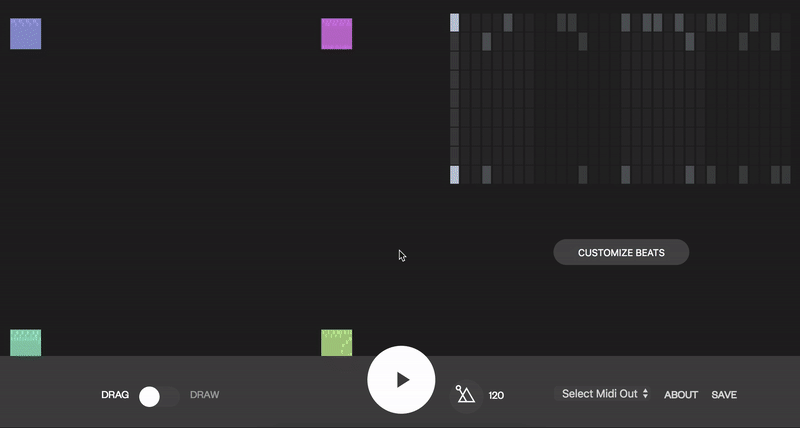 CUSTOMIZE BEATS
DRAG
DRAW
120
Select Midi Out
ABOUT
SAVE